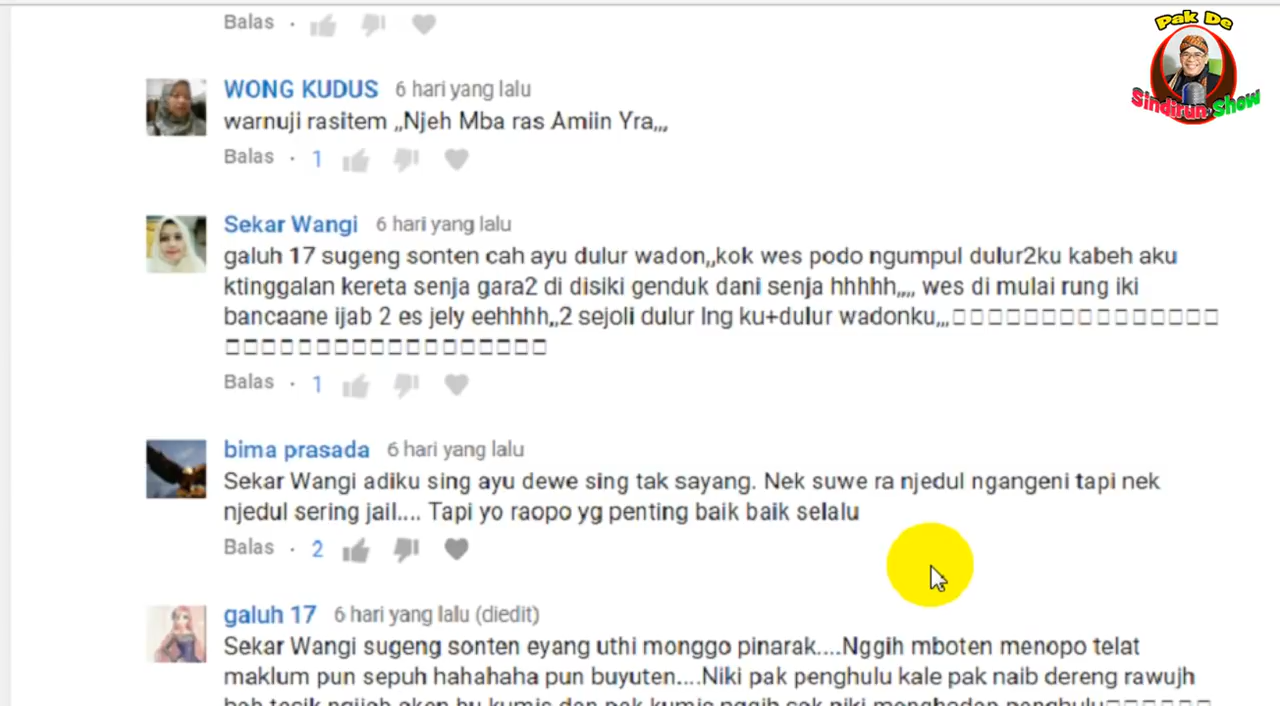 Balas ·
Pak De
Sindirun Show
WONG KUDUS 6 hari yang lalu
warnuji rasitem ,,Njeh Mba ras Amiin Yra,,,
Balas · 1
Sekar Wangi 6 hari yang lalu
galuh 17 sugeng sonten cah ayu dulur wadon,,kok wes podo ngumpul dulur2ku kabeh aku
ktinggalan kereta senja gara2 di disiki genduk dani senja hhhhh,,,, wes di mulai rung iki
bancaane ijab 2 es jely eehhhh,,2 sejoli dulur lng ku+dulur wadonku,,,
Balas · 1
bima prasada 6 hari yang lalu
Sekar Wangi adiku sing ayu dewe sing tak sayang. Nek suwe ra njedul ngangeni tapi nek
njedul sering jail.... Tapi yo raopo yg penting baik baik selalu
Balas · 2
galuh 17 6 hari yang lalu (diedit)
Sekar Wangi sugeng sonten eyang uthi monggo pinarak....Nggih mboten menopo telat
maklum pun sepuh hahahaha pun buyuten....Niki pak penghulu kale pak naib dereng rawujh